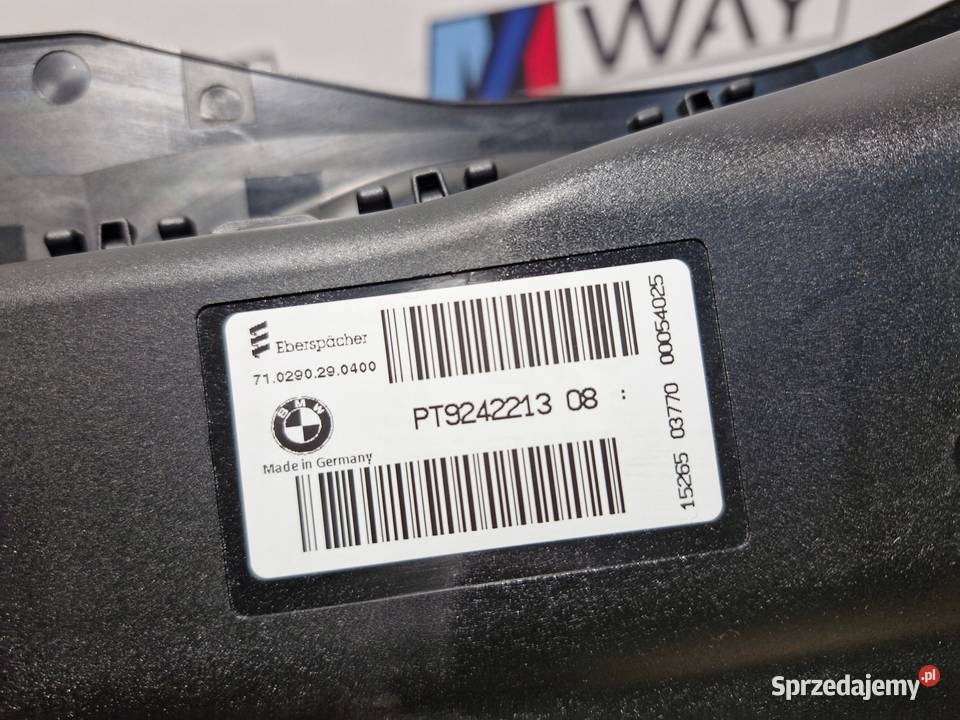 M WAY
Eberspächer
71.0290.29.0400
BMW
PT9242213 08 :
Made in Germany
15265 03770 00054025
Sprzedajemy.pl